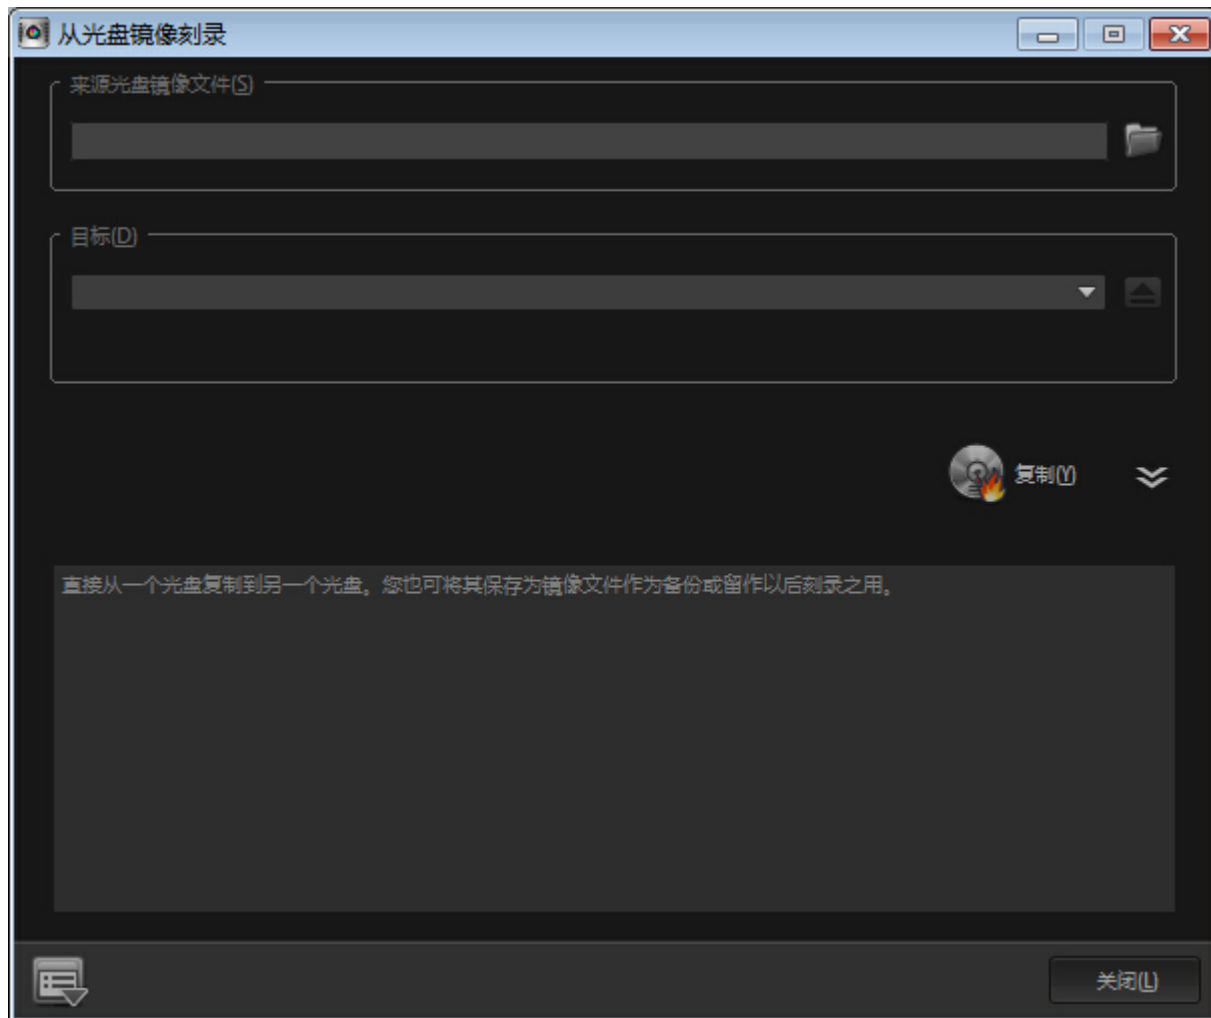 从光盘镜像刻录
来源光盘镜像文件(S)
目标(D)
复制(Y)
直接从一个光盘复制到另一个光盘。您也可将其保存为镜像文件作为备份或留作以后刻录之用。
关闭(L)